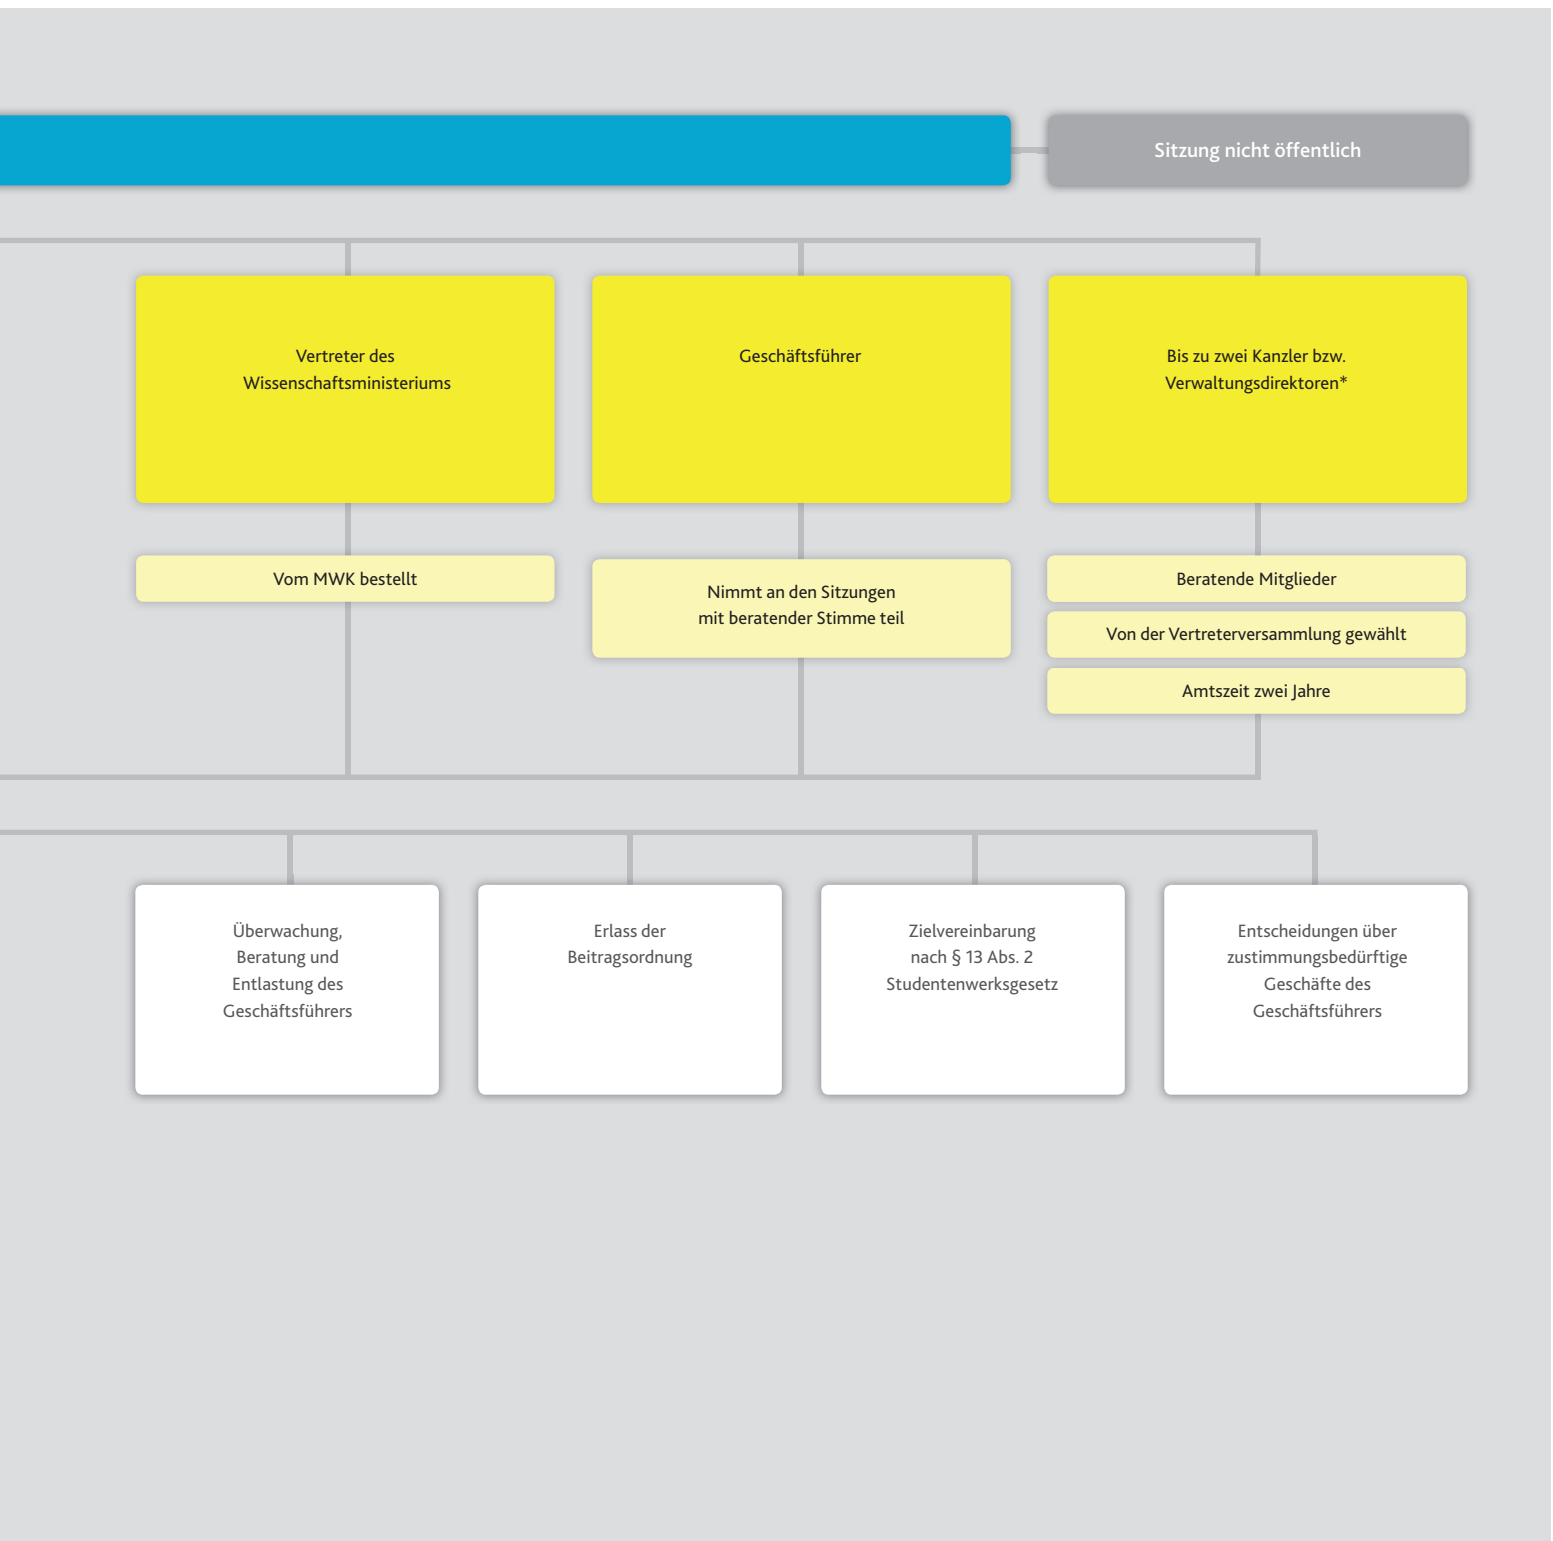 Sitzung nicht öffentlich
Vertreter des
Wissenschaftsministeriums
Geschäftsführer
Bis zu zwei Kanzler bzw.
Verwaltungsdirektoren*
Vom MWK bestellt
Nimmt an den Sitzungen
mit beratender Stimme teil
Beratende Mitglieder
Von der Vertreterversammlung gewählt
Amtszeit zwei Jahre
Überwachung,
Beratung und
Entlastung des
Geschäftsführers
Erlass der
Beitragsordnung
Zielvereinbarung
nach § 13 Abs. 2
Studentenwerksgesetz
Entscheidungen über
zustimmungsbedürftige
Geschäfte des
Geschäftsführers